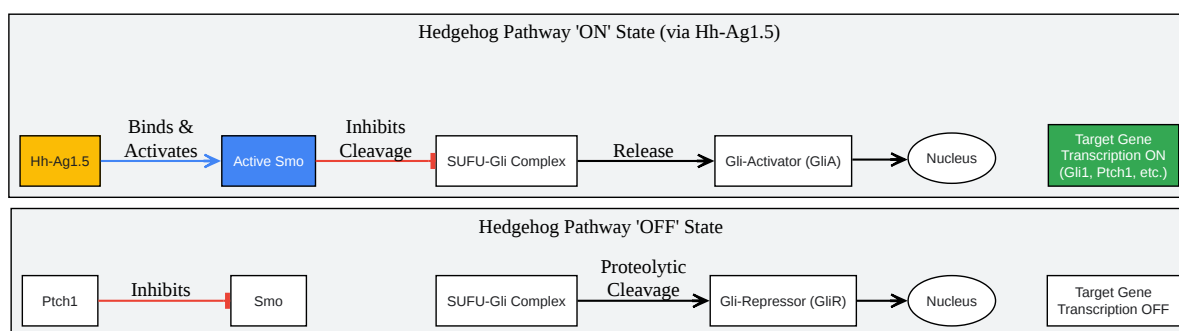 Hedgehog Pathway 'ON' State (via Hh-Ag1.5)
Hh-Ag1.5
Binds &
Activates
Active Smo
Inhibits
Cleavage
SUFU-Gli Complex
Release
Gli-Activator (GliA)
Nucleus
Target Gene
Transcription ON
(Gli1, Ptch1, etc.)
Hedgehog Pathway 'OFF' State
Ptch1
Inhibits
Smo
SUFU-Gli Complex
Proteolytic
Cleavage
Gli-Repressor (GliR)
Nucleus
Target Gene
Transcription OFF